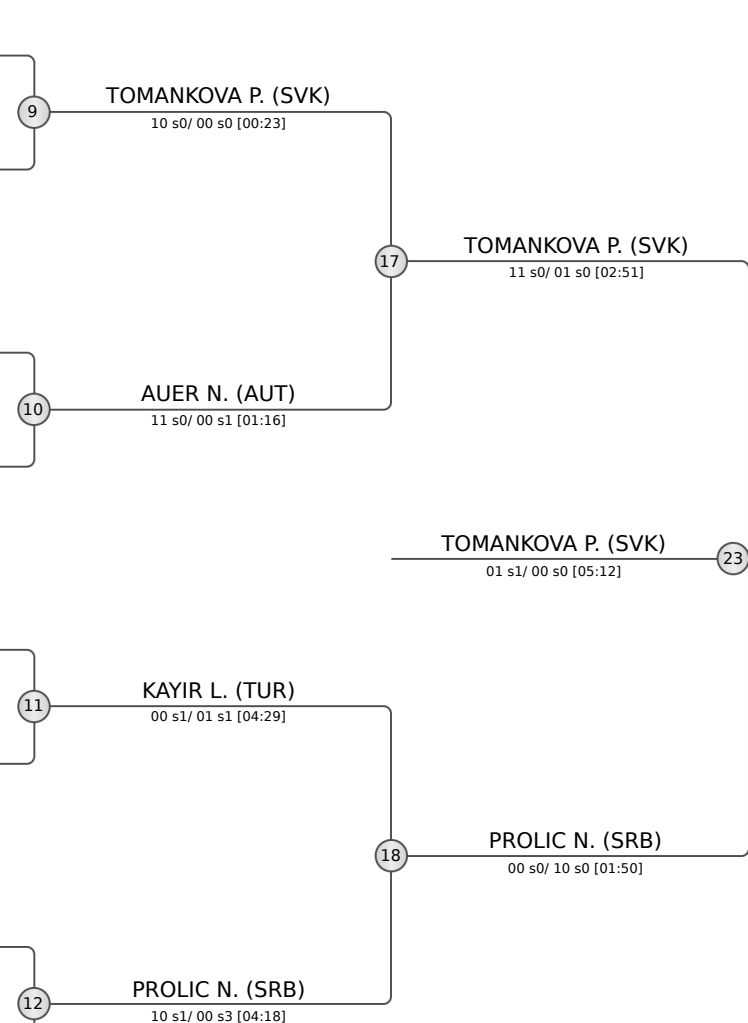 TOMANKOVA P. (SVK)
9
10 s0/ 00 s0 [00:23]
TOMANKOVA P. (SVK)
17
11 s0/ 01 s0 [02:51]
AUER N. (AUT)
10
11 s0/ 00 s1 [01:16]
TOMANKOVA P. (SVK)
23
01 s1/ 00 s0 [05:12]
KAYIR L. (TUR)
11
00 s1/ 01 s1 [04:29]
PROLIC N. (SRB)
18
00 s0/ 10 s0 [01:50]
PROLIC N. (SRB)
12
10 s1/ 00 s3 [04:18]